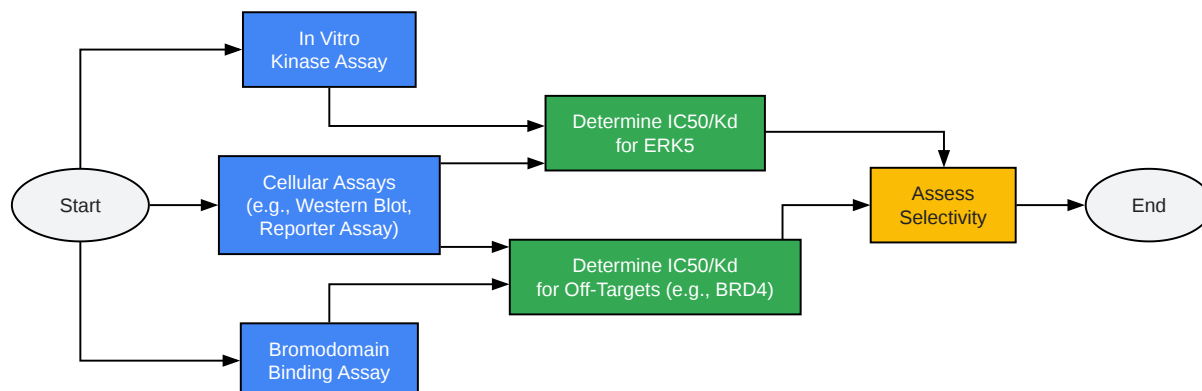 In Vitro
Kinase Assay
Determine IC50/Kd
for ERK5
Start
Cellular Assays
(e.g., Western Blot,
Reporter Assay)
Assess
Selectivity
End
Determine IC50/Kd
for Off-Targets (e.g., BRD4)
Bromodomain
Binding Assay